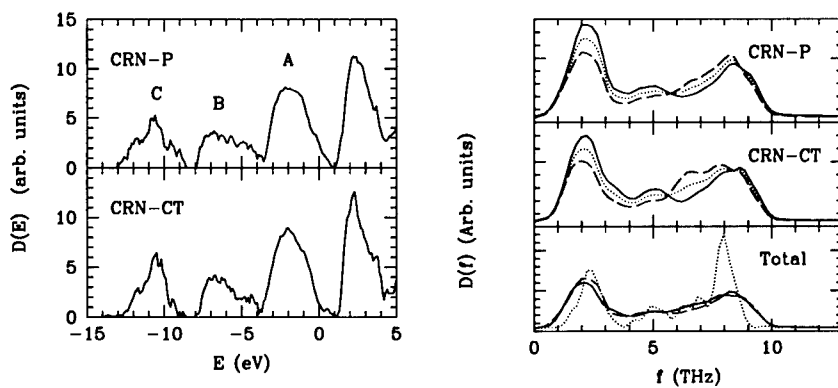 CRN-P
A
C
B
15
10
5
0
CRN-CT
10
5
0
-15 -10 -5 0 5
E (eV)
D(E) (arb. units)
CRN-P
CRN-CT
Total
0 5 10
f (THz)
D(f) (Arb. units)